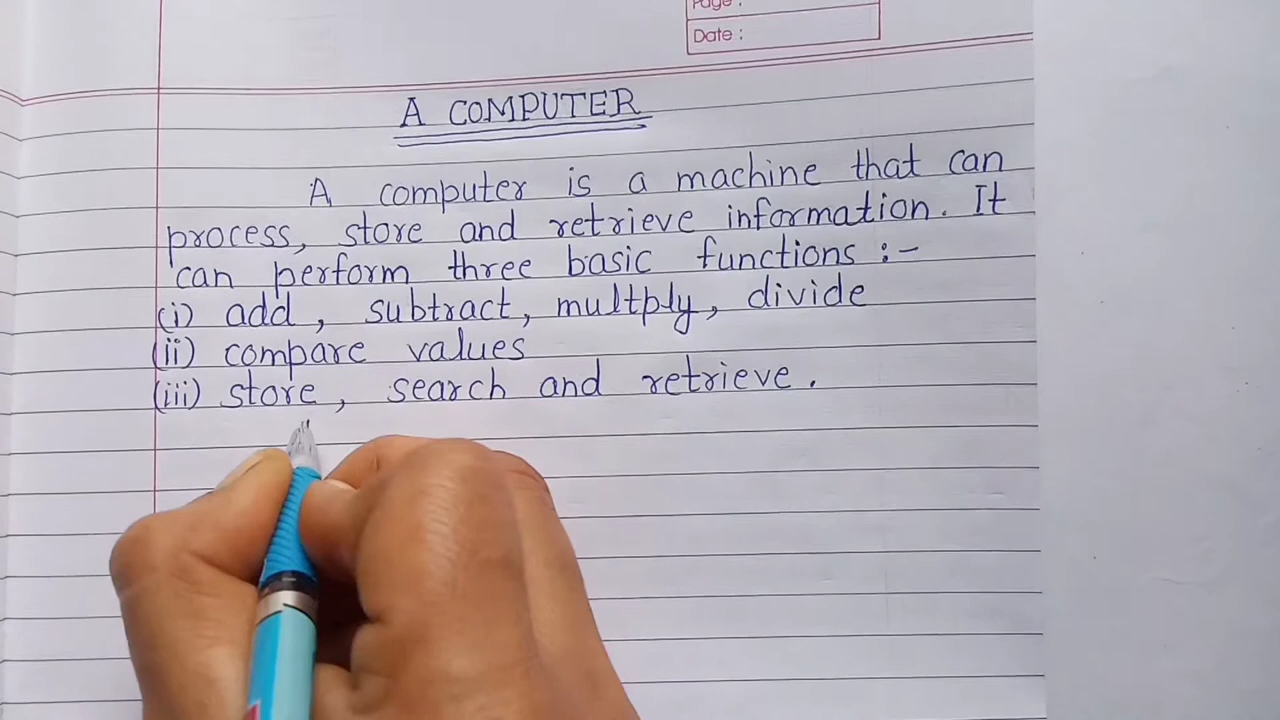 Page :
Date :
A COMPUTER
A computer is a machine that can
process, store and retrieve information. It
can perform three basic functions :-
(i) add, subtract, multply, divide
(ii) compare values
(iii) store, search and retrieve.